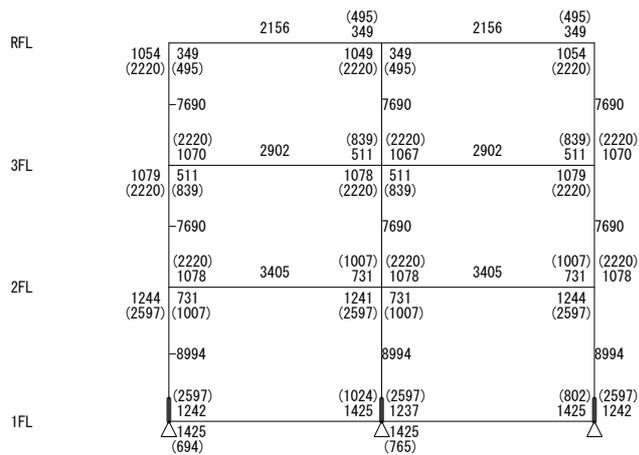 (495) (495)
2156 349 2156 349
RFL
1054 349 1049 349 1054
(2220) (495) (2220) (495) (2220)
7690 7690 7690
(2220) (839) (2220) (839) (2220)
1070 2902 511 1067 2902 511 1070
3FL
1079 511 1078 511 1079
(2220) (839) (2220) (839) (2220)
7690 7690 7690
(2220) (1007) (2220) (1007) (2220)
1078 3405 731 1078 3405 731 1078
2FL
1244 731 1241 731 1244
(2597) (1007) (2597) (1007) (2597)
8994 8994 8994
(2597) (1024) (2597) (802) (2597)
1242 1425 1237 1425 1242
1FL
1425 1425
(694) (765)